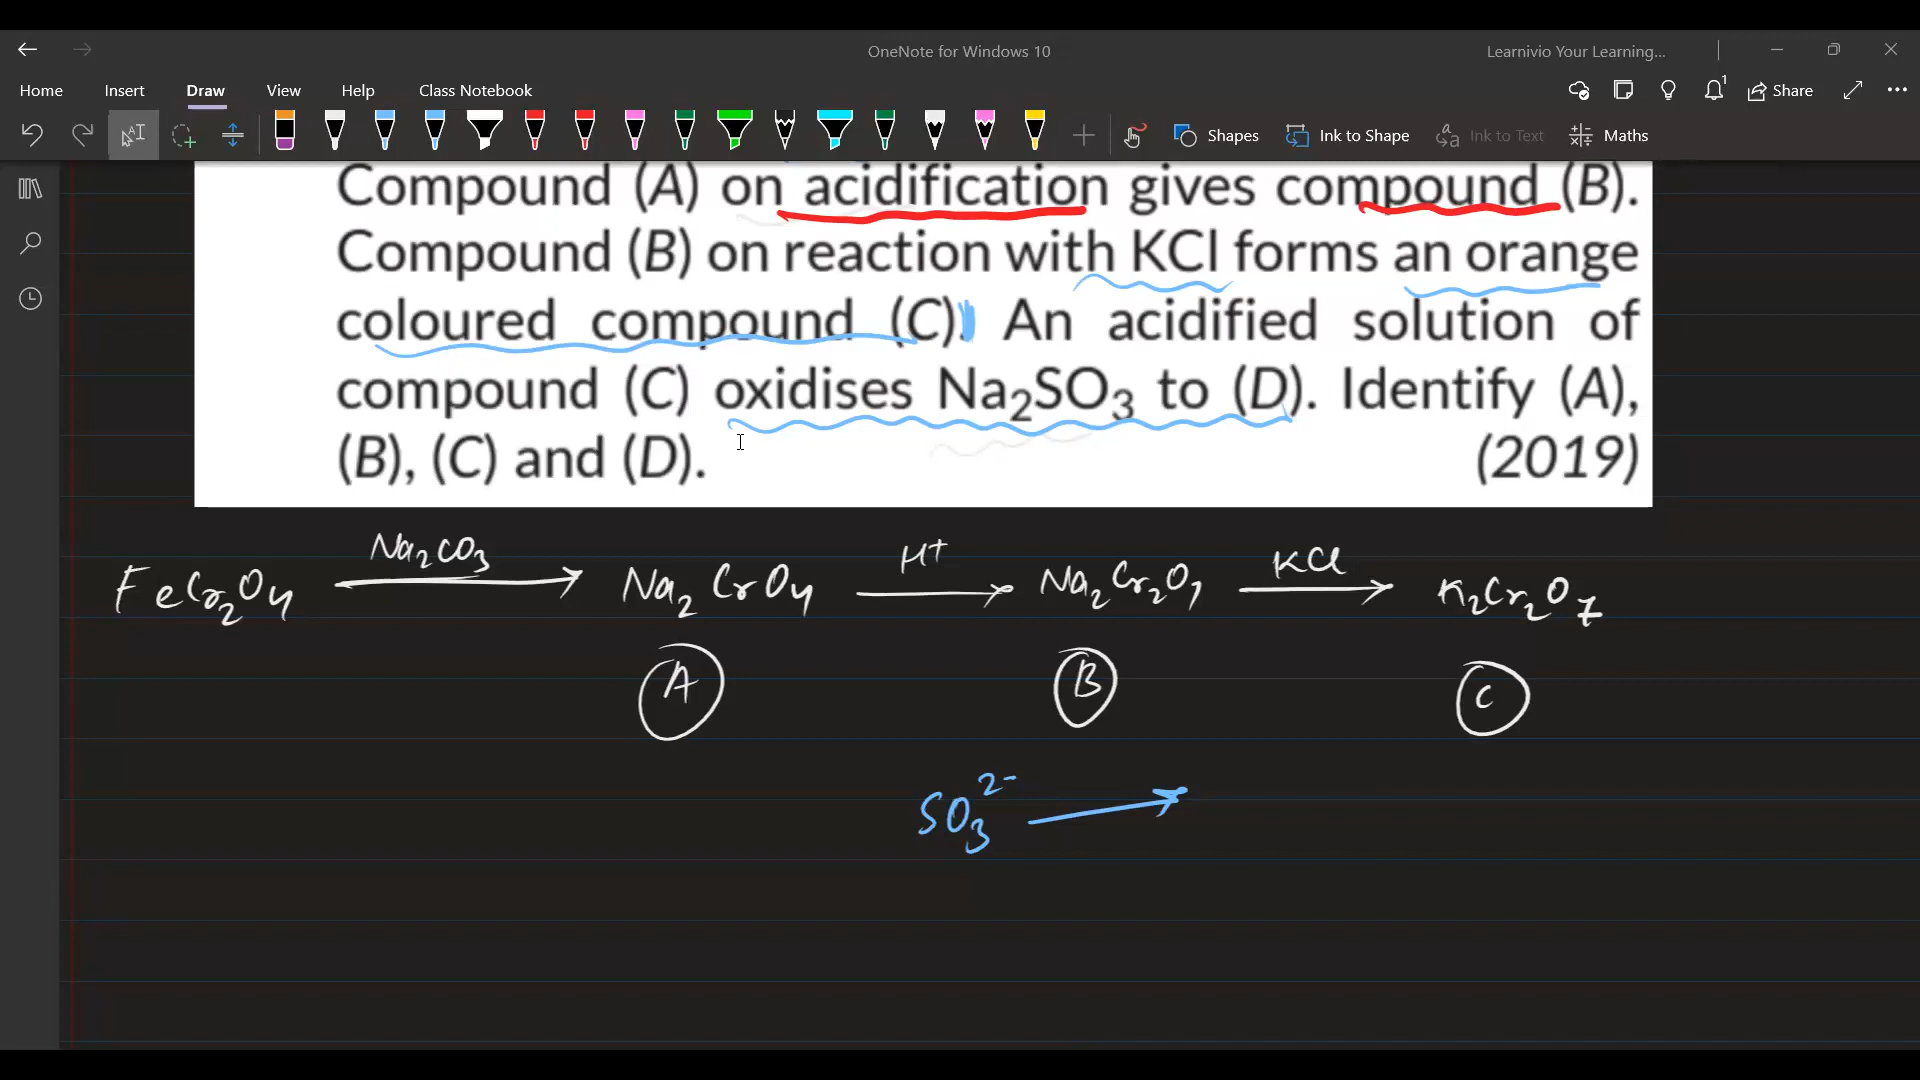 OneNote for Windows 10
Learnivio Your Learning...
Home Insert Draw View Help Class Notebook
1
Share
Shapes Ink to Shape Ink to Text Maths
Compound (A) on acidification gives compound (B).
Compound (B) on reaction with KCl forms an orange
coloured compound (C). An acidified solution of
compound (C) oxidises Na₂SO₃ to (D). Identify (A),
(B), (C) and (D). (2019)
Na₂CO₃ H⁺ KCl
FeCr₂O₄ Na₂CrO₄ Na₂Cr₂O₇ K₂Cr₂O₇
A B C
SO₃²⁻